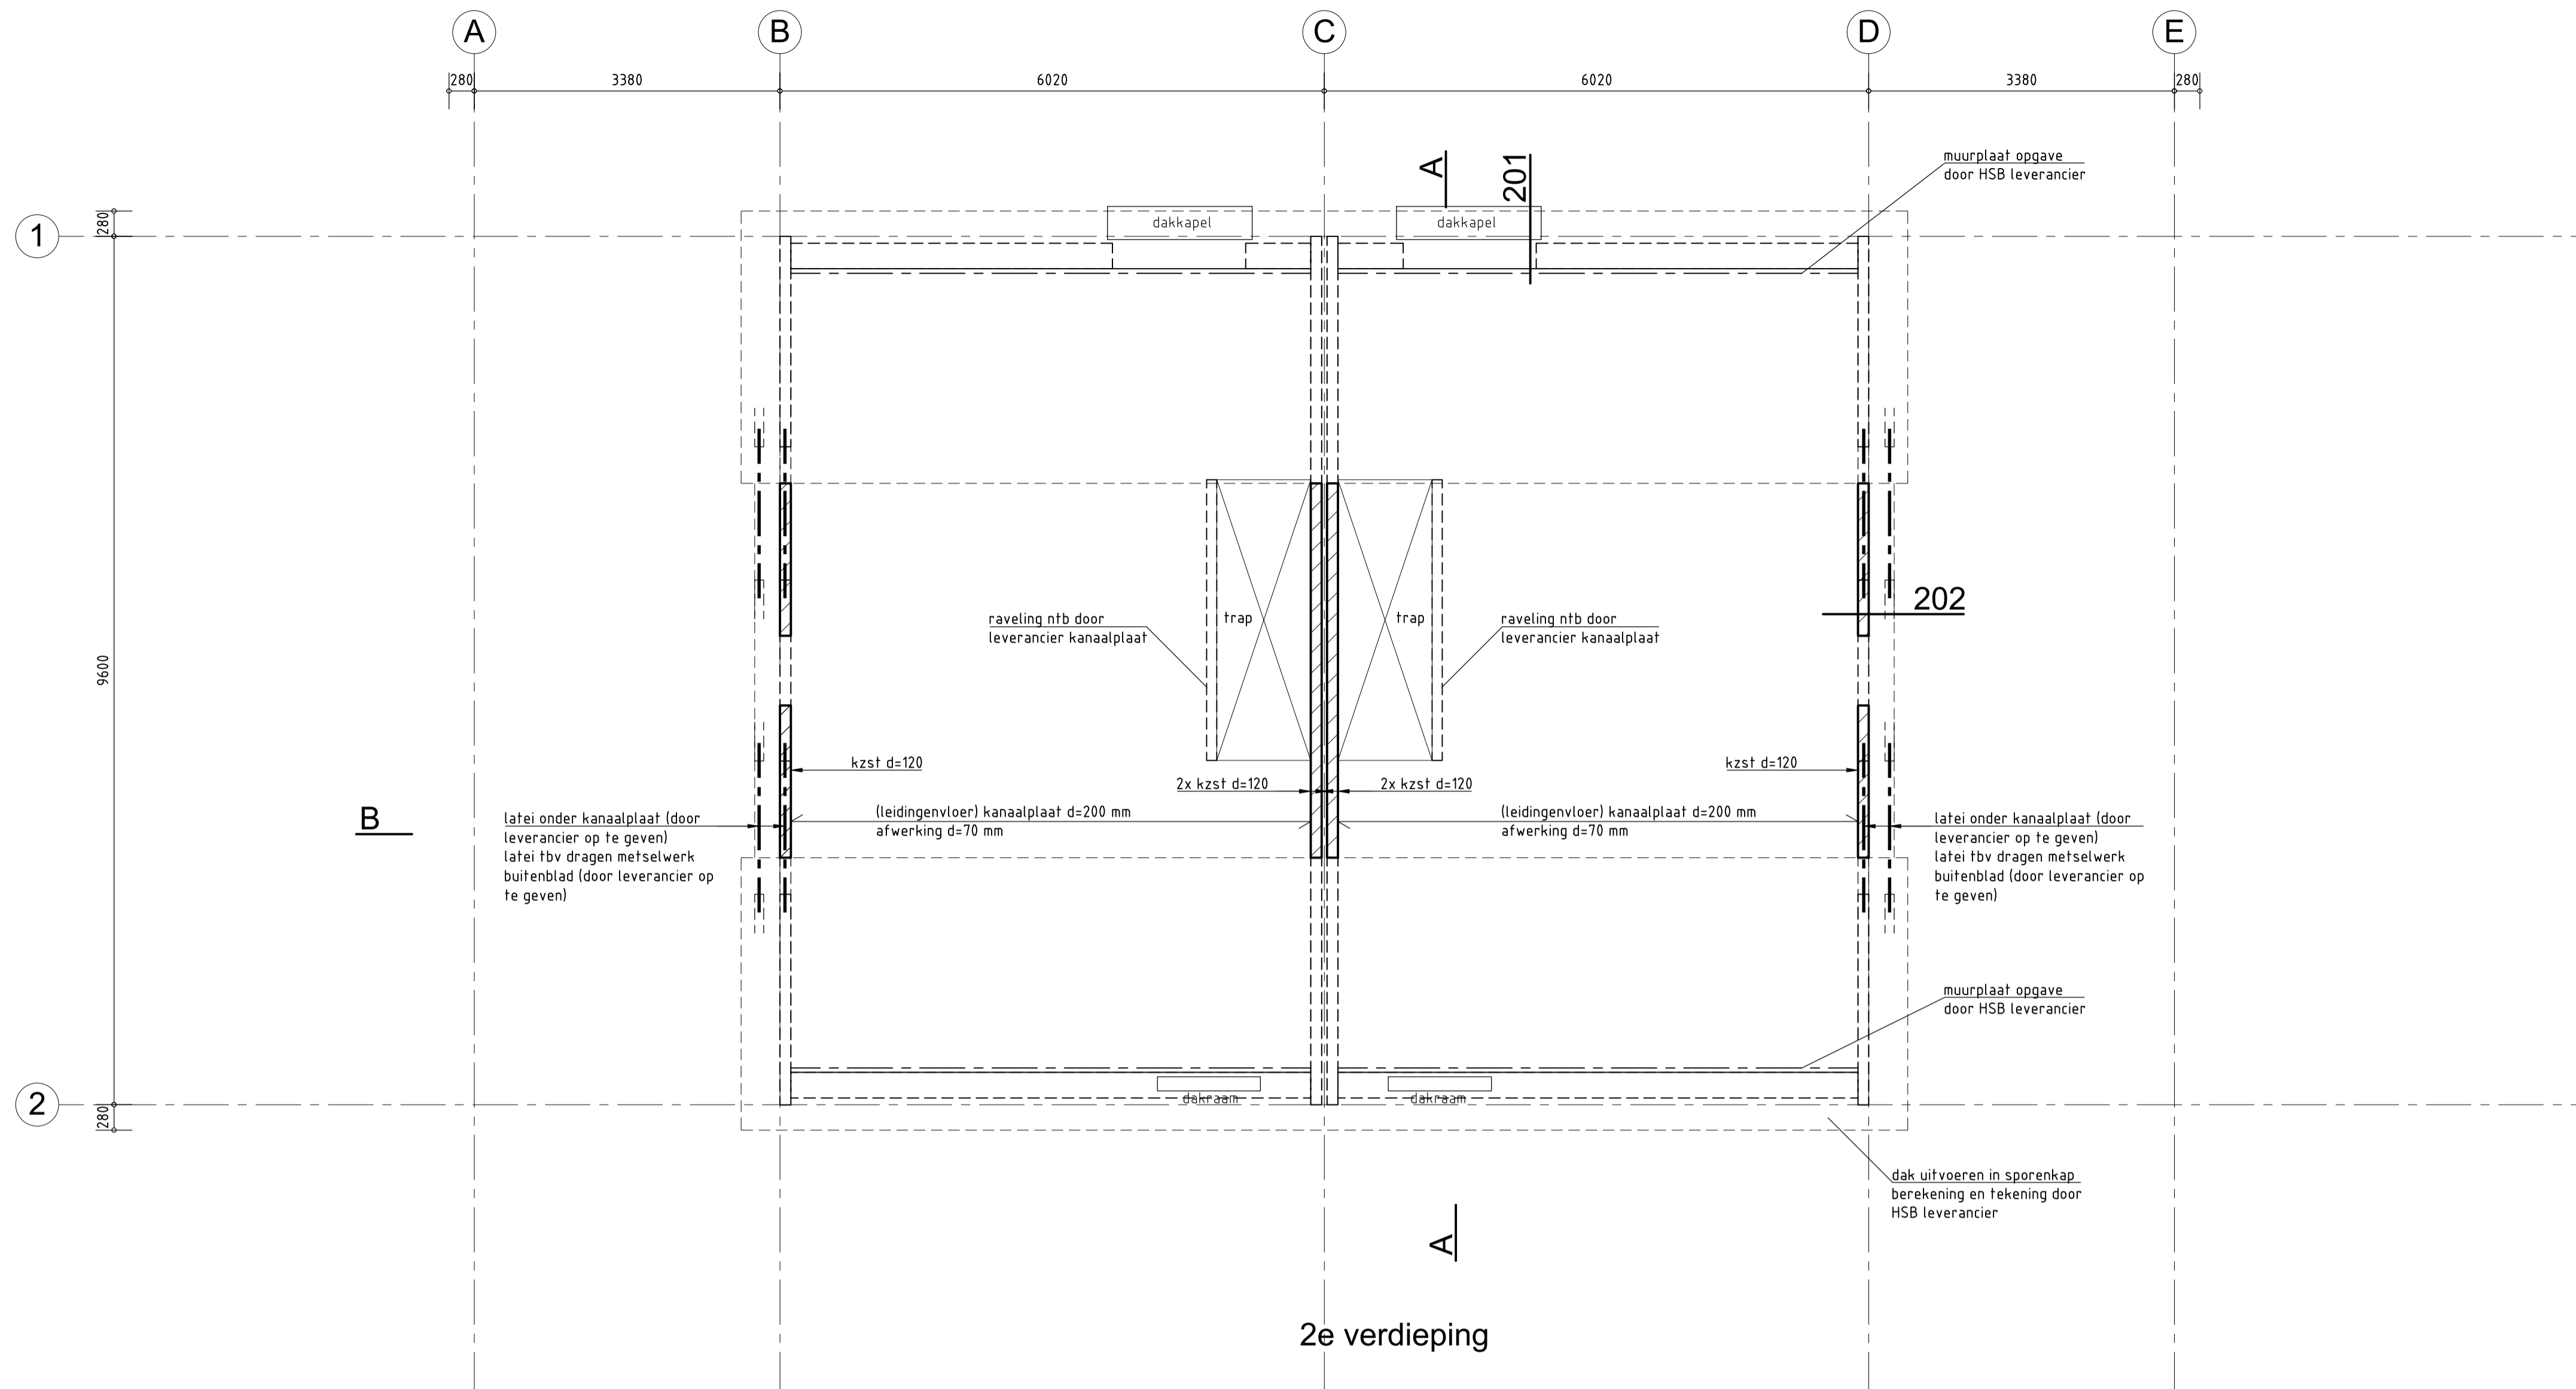 A
B
C
D
E
280
3380
6020
6020
3380
280
A
201
muurplaat opgave
door HSB leverancier
1
280
dakkapel
dakkapel
202
raveling ntb door
leverancier kanaalplaat
trap
trap
raveling ntb door
leverancier kanaalplaat
9600
kzst d=120
kzst d=120
2x kzst d=120
2x kzst d=120
B
(leidingenvloer) kanaalplaat d=200 mm
afwerking d=70 mm
(leidingenvloer) kanaalplaat d=200 mm
afwerking d=70 mm
latei onder kanaalplaat (door
leverancier op te geven)
latei tbv dragen metselwerk
buitenblad (door leverancier op
te geven)
latei onder kanaalplaat (door
leverancier op te geven)
latei tbv dragen metselwerk
buitenblad (door leverancier op
te geven)
muurplaat opgave
door HSB leverancier
2
280
dakraam
dakraam
dak uitvoeren in sporenkap
berekening en tekening door
HSB leverancier
A
2e verdieping